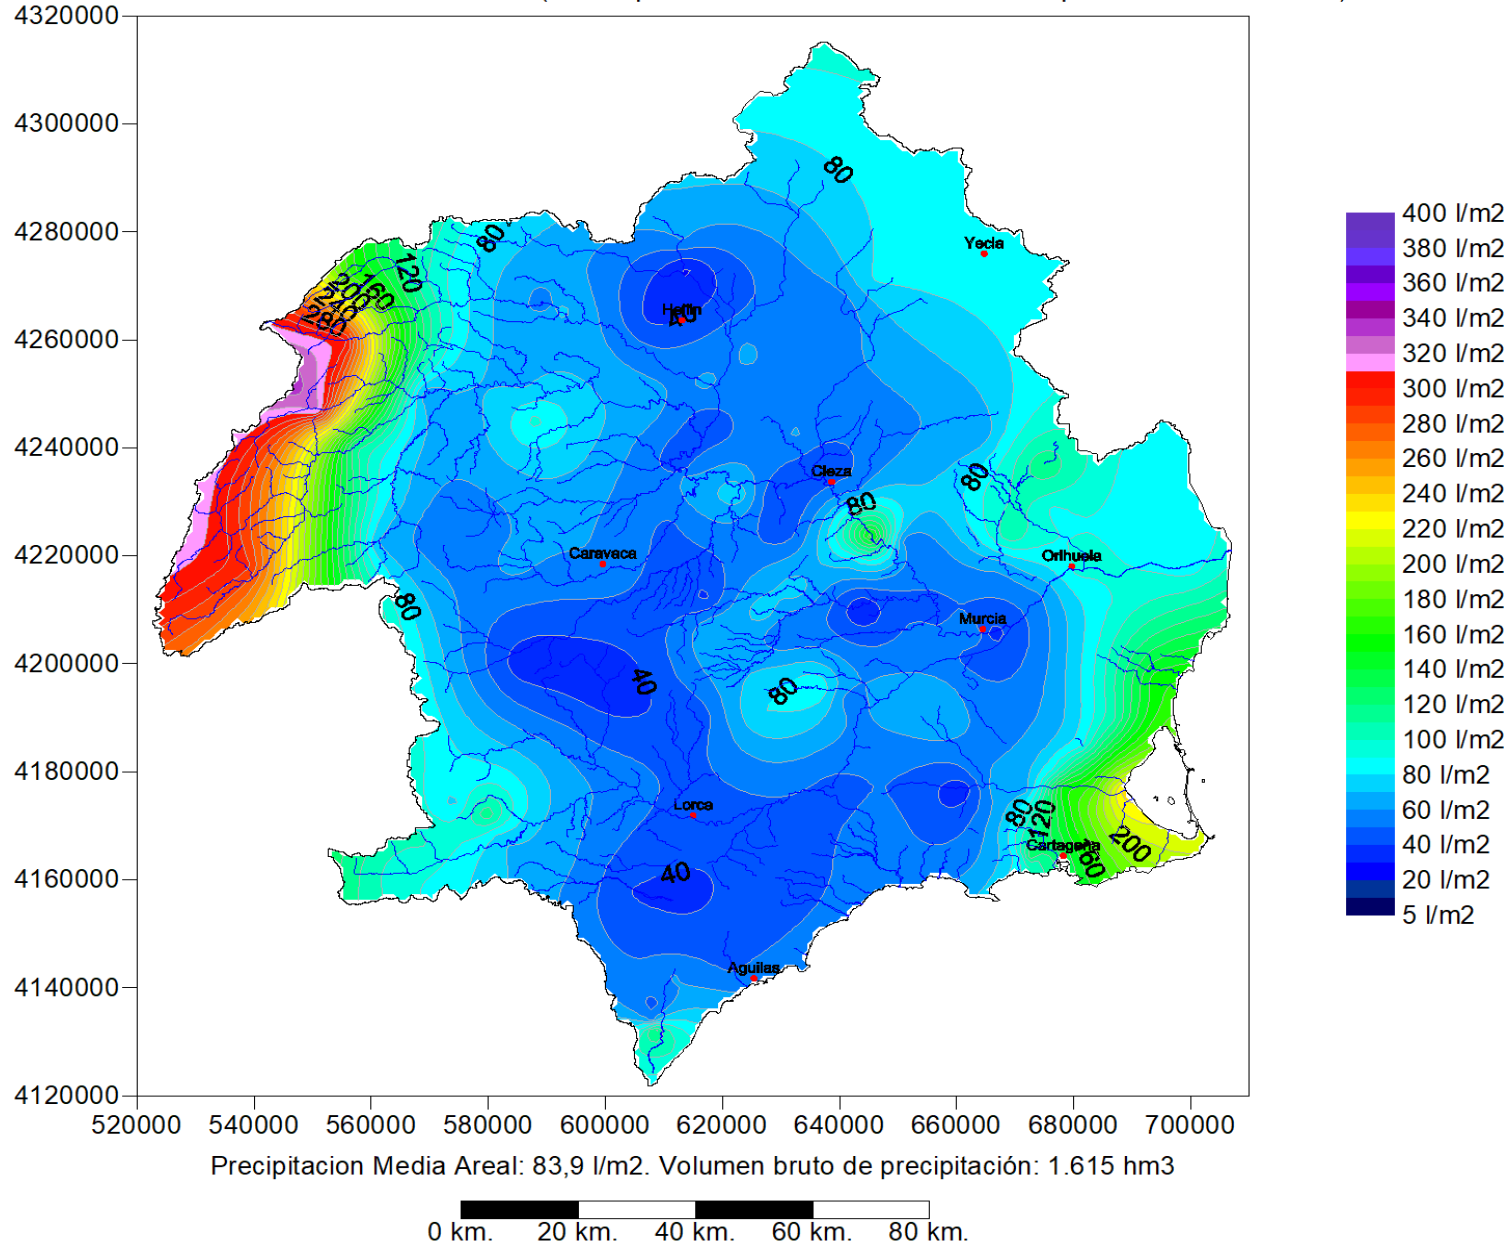 4320000
4300000
80
4280000
80
Yecla
400 l/m2
380 l/m2
360 l/m2
340 l/m2
320 l/m2
300 l/m2
280 l/m2
260 l/m2
240 l/m2
220 l/m2
200 l/m2
180 l/m2
160 l/m2
140 l/m2
120 l/m2
100 l/m2
80 l/m2
60 l/m2
40 l/m2
20 l/m2
5 l/m2
120
160
200
240
280
Hellin
40
4260000
4240000
Cieza
80
80
4220000
Caravaca
Orihuela
80
Murcia
4200000
40
80
4180000
Lorca
80
120
Cartagena
160
200
4160000
40
Aguilas
4140000
4120000
520000 540000 560000 580000 600000 620000 640000 660000 680000 700000
Precipitacion Media Areal: 83,9 l/m2. Volumen bruto de precipitación: 1.615 hm3
0 km. 20 km. 40 km. 60 km. 80 km.